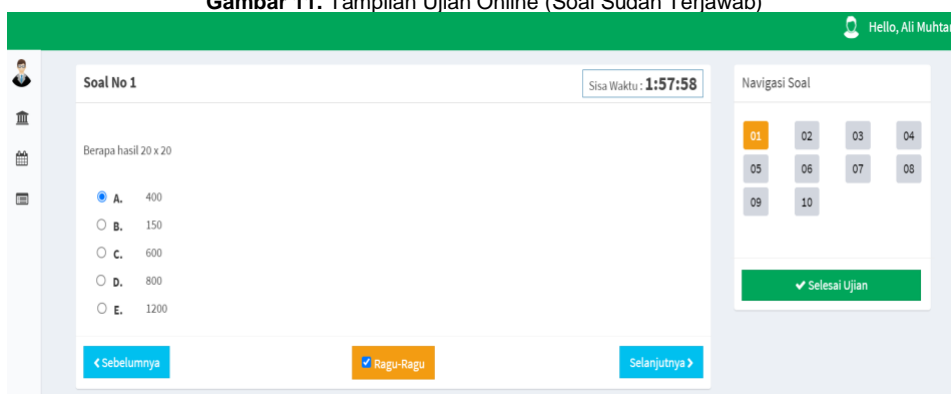 Gambar 11. Tampilan Ujian Online (Soal Sudah Terjawab)
Hello, Ali Muhtar
Soal No 1
Sisa Waktu : 1:57:58
Berapa hasil 20 x 20
A. 400
B. 150
C. 600
D. 800
E. 1200
Sebelumnya
Ragu-Ragu
Selanjutnya
Navigasi Soal
01 02 03 04
05 06 07 08
09 10
Selesai Ujian